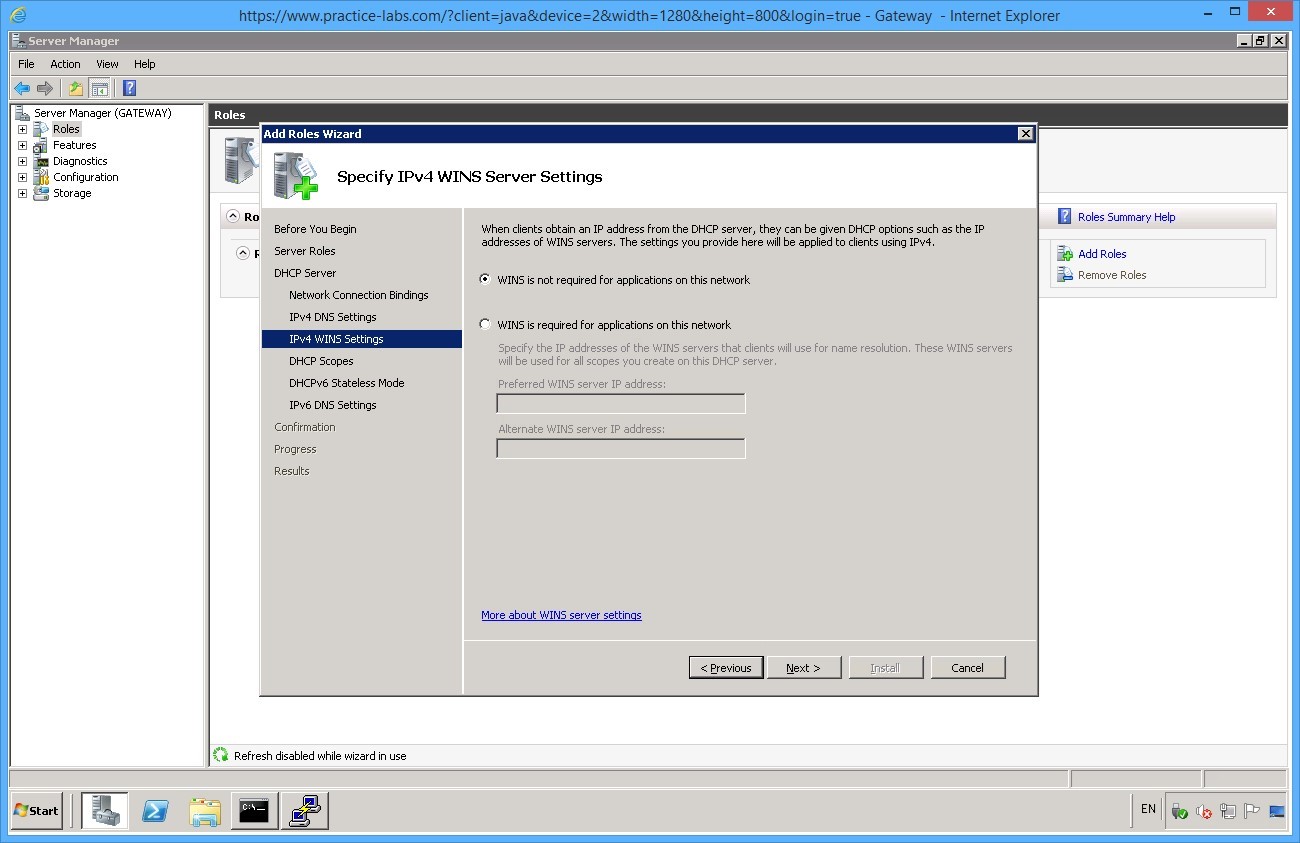 https://www.practice-labs.com/?client=java&device=2&width=1280&height=800&login=true - Gateway - Internet Explorer
Server Manager
File Action View Help
Server Manager (GATEWAY)
Roles
Features
Diagnostics
Configuration
Storage
Roles
Ro
Roles Summary Help
Add Roles
Remove Roles
Add Roles Wizard
Specify IPv4 WINS Server Settings
Before You Begin
Server Roles
DHCP Server
Network Connection Bindings
IPv4 DNS Settings
IPv4 WINS Settings
DHCP Scopes
DHCPv6 Stateless Mode
IPv6 DNS Settings
Confirmation
Progress
Results
When clients obtain an IP address from the DHCP server, they can be given DHCP options such as the IP
addresses of WINS servers. The settings you provide here will be applied to clients using IPv4.
WINS is not required for applications on this network
WINS is required for applications on this network
Specify the IP addresses of the WINS servers that clients will use for name resolution. These WINS servers
will be used for all scopes you create on this DHCP server.
Preferred WINS server IP address:
Alternate WINS server IP address:
More about WINS server settings
< Previous
Next >
Install
Cancel
Refresh disabled while wizard in use
Start
C:\
EN